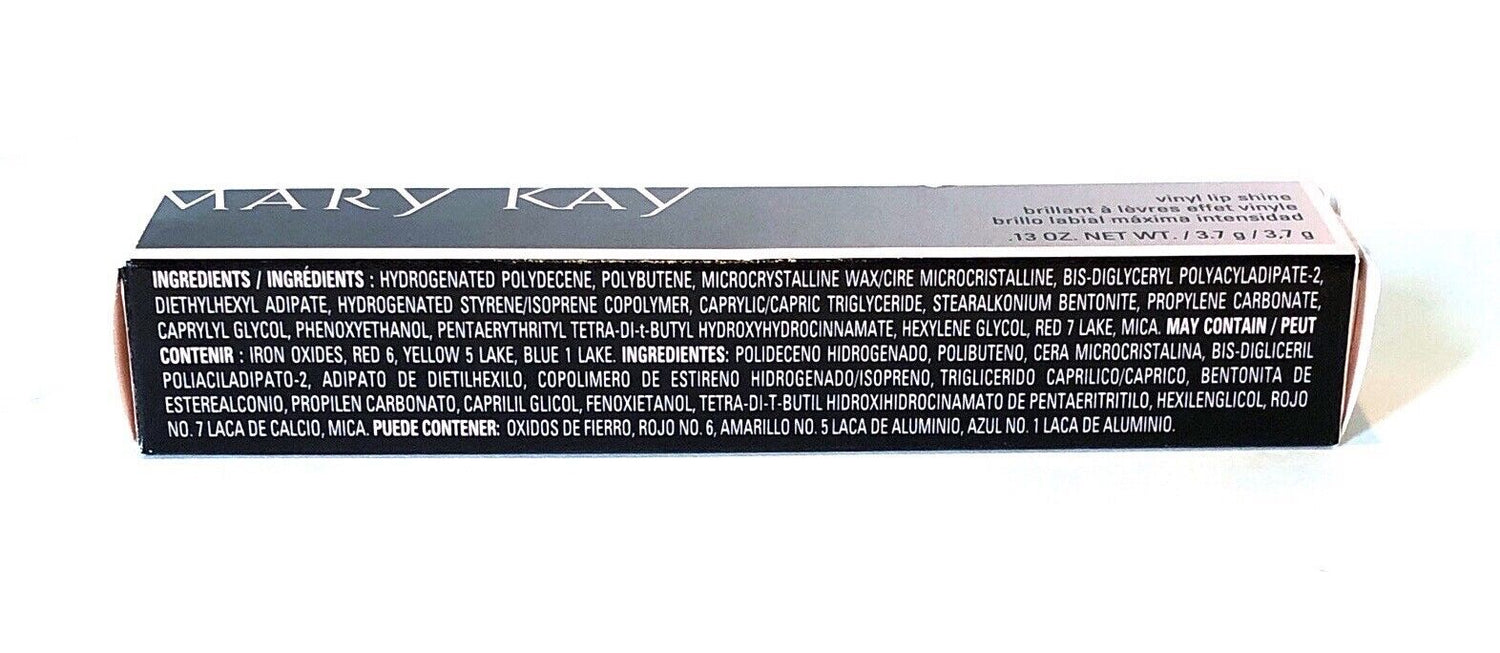 MARY KAY
vinyl lip shine
brillant à lèvres effet vinyle
brillo labial máxima intensidad
.13 OZ. NET WT. / 3.7 g / 3,7 g
INGREDIENTS / INGRÉDIENTS : HYDROGENATED POLYDECENE, POLYBUTENE, MICROCRYSTALLINE WAX/CIRE MICROCRISTALLINE, BIS-DIGLYCERYL POLYACYLADIPATE-2,
DIETHYLHEXYL ADIPATE, HYDROGENATED STYRENE/ISOPRENE COPOLYMER, CAPRYLIC/CAPRIC TRIGLYCERIDE, STEARALKONIUM BENTONITE, PROPYLENE CARBONATE,
CAPRYLYL GLYCOL, PHENOXYETHANOL, PENTAERYTHRITYL TETRA-DI-t-BUTYL HYDROXYHYDROCINNAMATE, HEXYLENE GLYCOL, RED 7 LAKE, MICA. MAY CONTAIN / PEUT
CONTENIR : IRON OXIDES, RED 6, YELLOW 5 LAKE, BLUE 1 LAKE. INGREDIENTES: POLIDECENO HIDROGENADO, POLIBUTENO, CERA MICROCRISTALINA, BIS-DIGLICERIL
POLIACILADIPATO-2, ADIPATO DE DIETILHEXILO, COPOLIMERO DE ESTIRENO HIDROGENADO/ISOPRENO, TRIGLICERIDO CAPRILICO/CAPRICO, BENTONITA DE
ESTEREALCONIO, PROPILEN CARBONATO, CAPRILIL GLICOL, FENOXIETANOL, TETRA-DI-T-BUTIL HIDROXIHIDROCINAMATO DE PENTAERITRITILO, HEXILENGLICOL, ROJO
NO. 7 LACA DE CALCIO, MICA. PUEDE CONTENER: OXIDOS DE FIERRO, ROJO NO. 6, AMARILLO NO. 5 LACA DE ALUMINIO, AZUL NO. 1 LACA DE ALUMINIO.